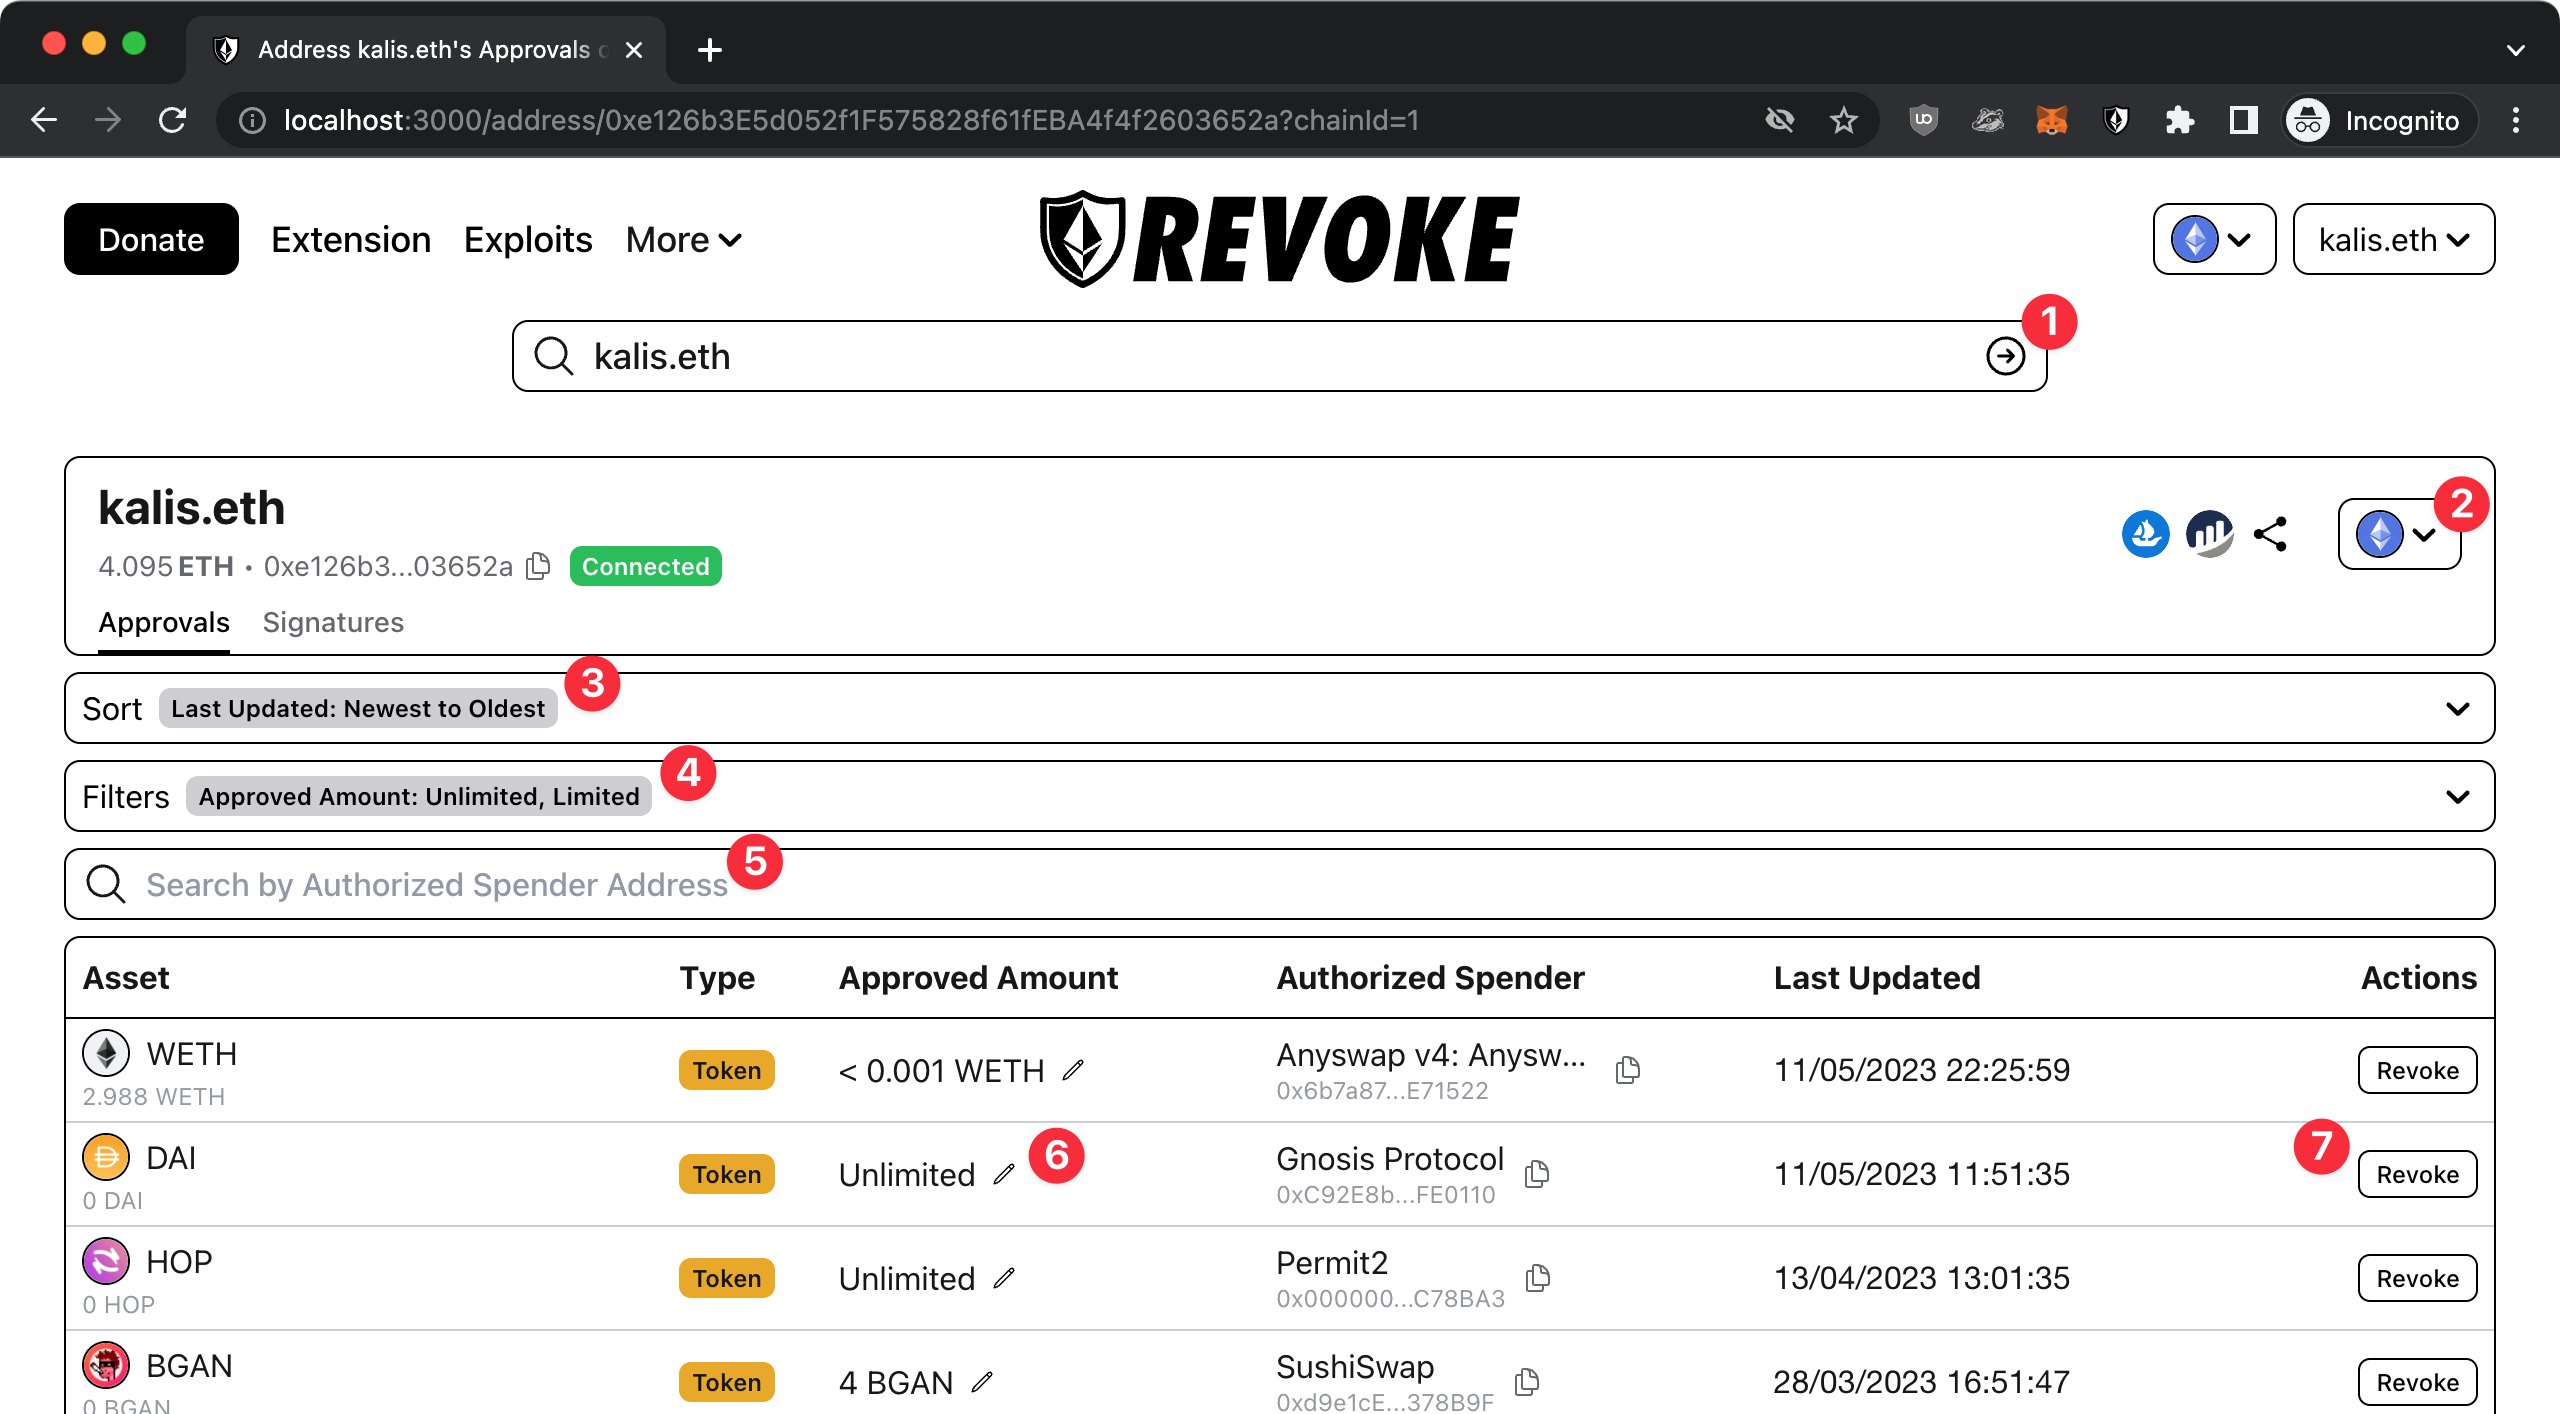 Address kalis.eth's Approvals
localhost:3000/address/0xe126b3E5d052f1F575828f61fEBA4f4f2603652a?chainId=1
UO
Incognito
Donate
Extension
Exploits
More
REVOKE
kalis.eth
1
kalis.eth
kalis.eth
2
4.095 ETH • 0xe126b3...03652a
Connected
Approvals
Signatures
3
Sort
Last Updated: Newest to Oldest
4
Filters
Approved Amount: Unlimited, Limited
5
Search by Authorized Spender Address
Asset
Type
Approved Amount
Authorized Spender
Last Updated
Actions
WETH
2.988 WETH
Token
< 0.001 WETH
Anyswap v4: Anysw...
0x6b7a87...E71522
11/05/2023 22:25:59
Revoke
DAI
0 DAI
Token
Unlimited
6
Gnosis Protocol
0xC92E8b...FE0110
11/05/2023 11:51:35
7
Revoke
HOP
0 HOP
Token
Unlimited
Permit2
0x000000...C78BA3
13/04/2023 13:01:35
Revoke
BGAN
0 BGAN
Token
4 BGAN
SushiSwap
0xd9e1cE...378B9F
28/03/2023 16:51:47
Revoke